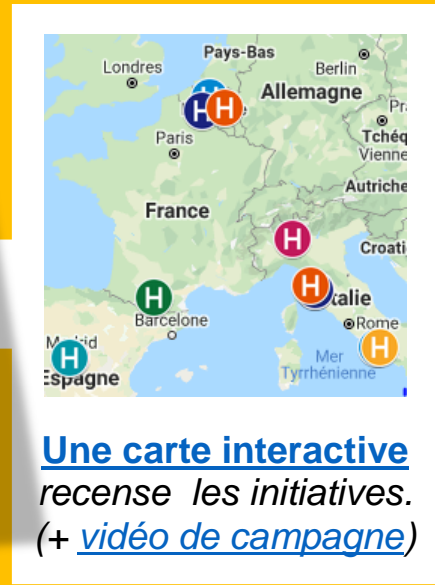 Pays-Bas
Londres
Berlin
Allemagne
H
H
H
Paris
Tchéq
Vienne
Autriche
France
H
Croati
H
Barcelone
H
talie
Rome
H
Mer
Tyrrhénienne
H
Espagne
Une carte interactive
recense les initiatives.
(+ vidéo de campagne)